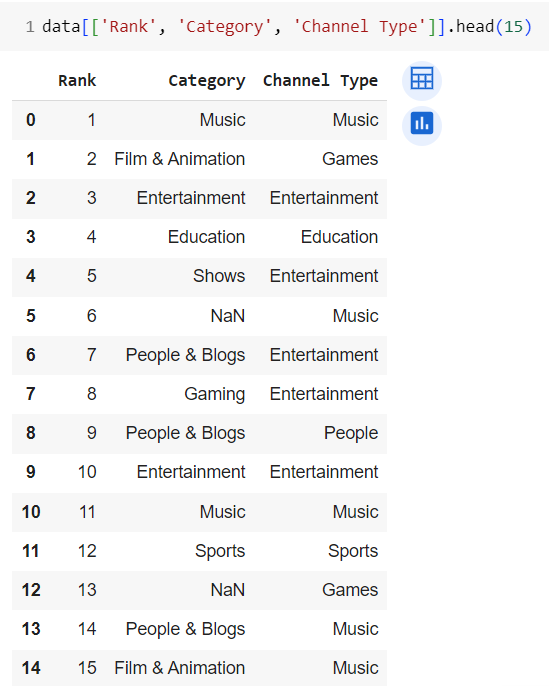 1 data[['Rank', 'Category', 'Channel Type']].head(15)
Rank Category Channel Type
0 1 Music Music
1 2 Film & Animation Games
2 3 Entertainment Entertainment
3 4 Education Education
4 5 Shows Entertainment
5 6 NaN Music
6 7 People & Blogs Entertainment
7 8 Gaming Entertainment
8 9 People & Blogs People
9 10 Entertainment Entertainment
10 11 Music Music
11 12 Sports Sports
12 13 NaN Games
13 14 People & Blogs Music
14 15 Film & Animation Music